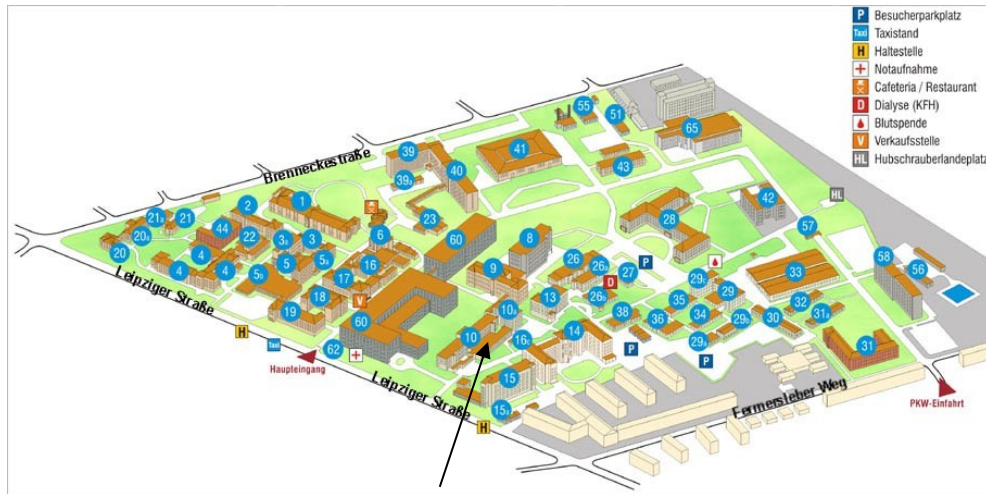 P Besucherparkplatz
Taxi Taxistand
H Haltestelle
Notaufnahme
Cafeteria / Restaurant
D Dialyse (KFH)
Blutspende
V Verkaufsstelle
HL Hubschrauberlandeplatz
Brenneckestraße
55
51
65
39
40
41
43
39a
42
HL
2
1
21a
21
20a
20
44
22
3a
3
5a
6
23
60
8
28
57
4
4
4
5b
5
16
17
9
26
26a
27
P
D
26b
29c
29
33
58
56
Leipziger Straße
19
18
V
60
10a
13
38
35
36
34
29b
30
32
31a
H
Taxi
62
Haupteingang
10
16c
14
P
29a
P
31
Leipziger Straße
15
15a
H
Fermersleber Weg
PKW-Einfahrt